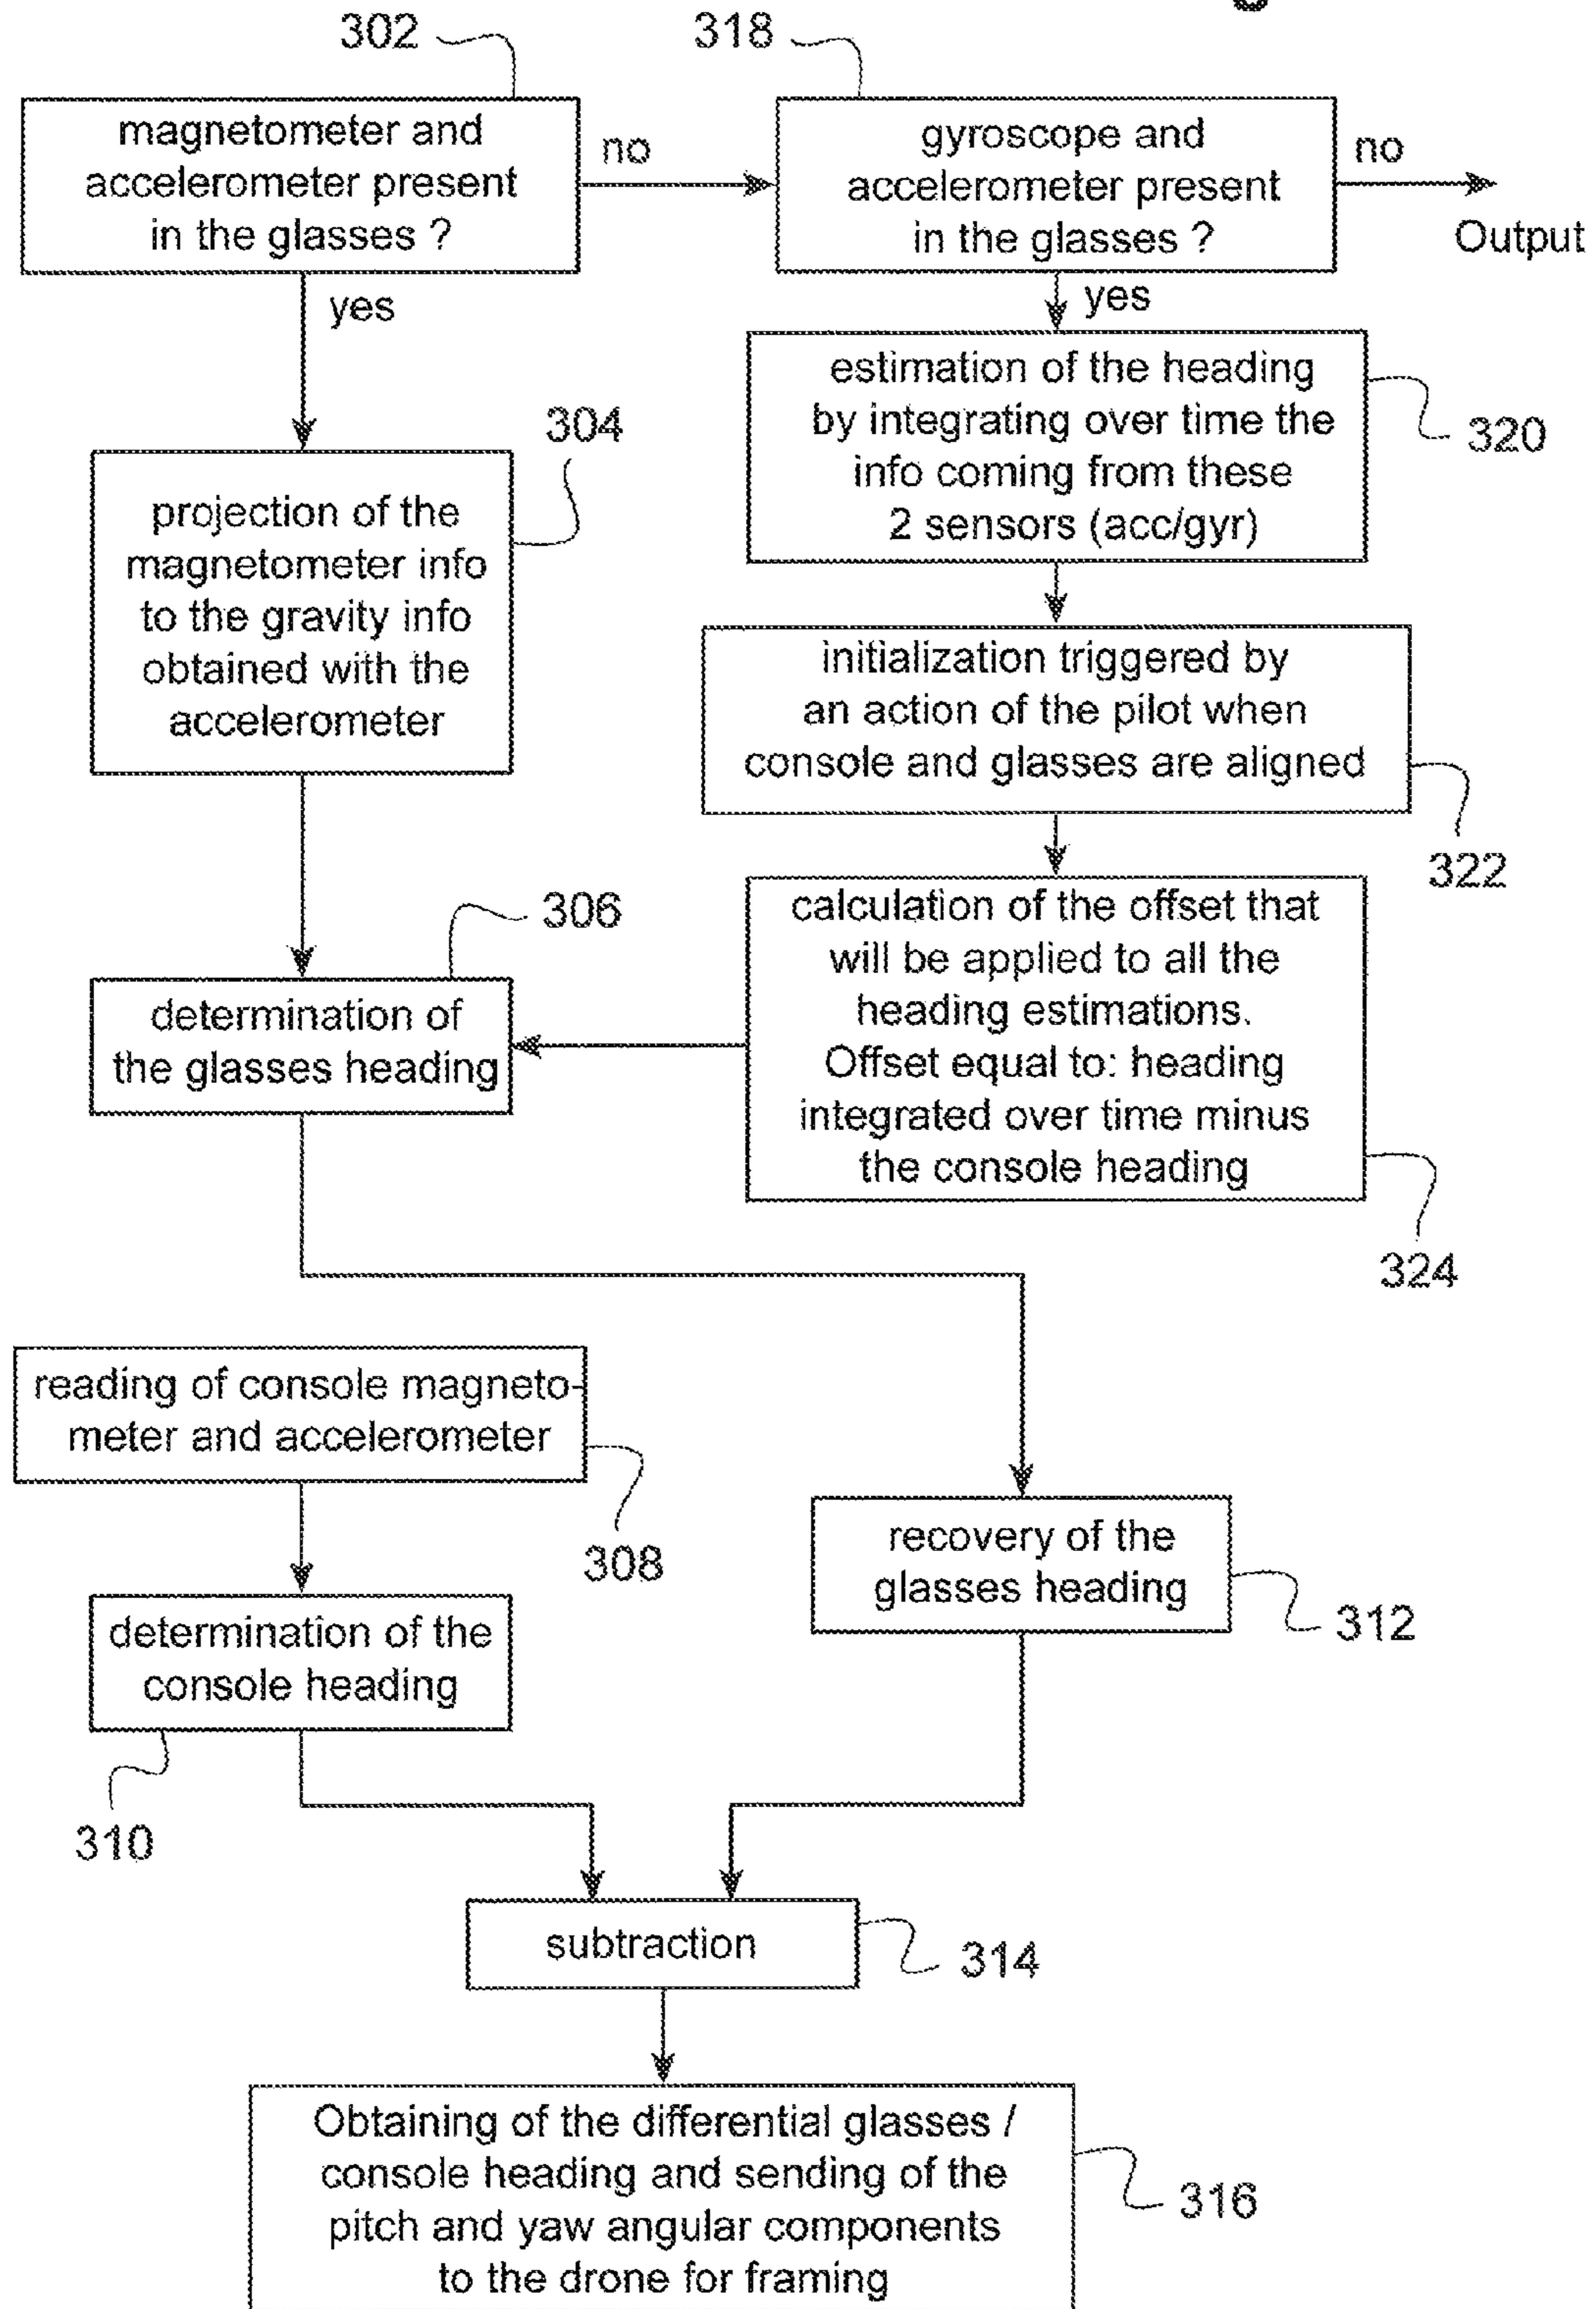 302
318
magnetometer and
accelerometer present
in the glasses ?
no
gyroscope and
accelerometer present
in the glasses ?
no
Output
yes
yes
estimation of the heading
by integrating over time the
info coming from these
2 sensors (acc/gyr)
320
304
projection of the
magnetometer info
to the gravity info
obtained with the
accelerometer
initialization triggered by
an action of the pilot when
console and glasses are aligned
322
306
determination of
the glasses heading
calculation of the offset that
will be applied to all the
heading estimations.
Offset equal to: heading
integrated over time minus
the console heading
324
reading of console magneto-
meter and accelerometer
308
recovery of the
glasses heading
312
determination of the
console heading
310
subtraction
314
Obtaining of the differential glasses /
console heading and sending of the
pitch and yaw angular components
to the drone for framing
316